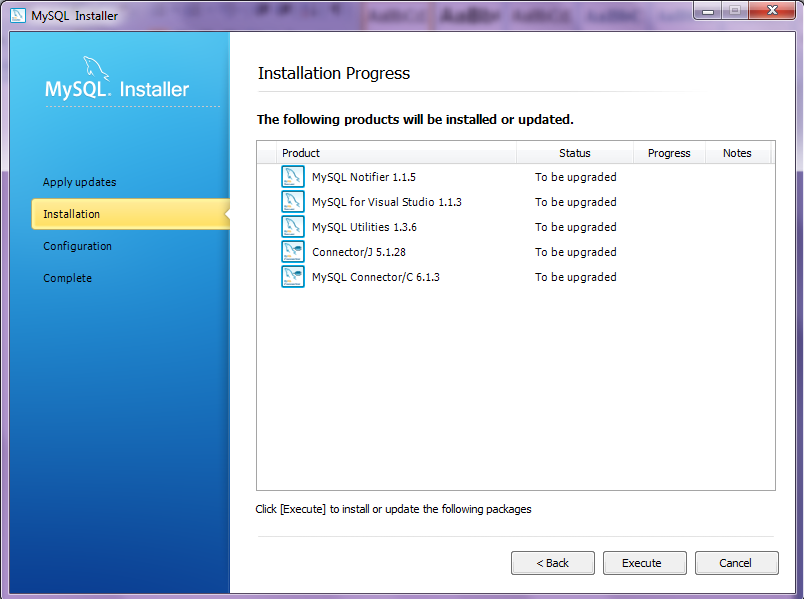 MySQL Installer
MySQL. Installer
Apply updates
Installation
Configuration
Complete
Installation Progress
The following products will be installed or updated.
Product Status Progress Notes
MySQL Notifier 1.1.5 To be upgraded
MySQL for Visual Studio 1.1.3 To be upgraded
MySQL Utilities 1.3.6 To be upgraded
Connector/J 5.1.28 To be upgraded
MySQL Connector/C 6.1.3 To be upgraded
Click [Execute] to install or update the following packages
< Back Execute Cancel